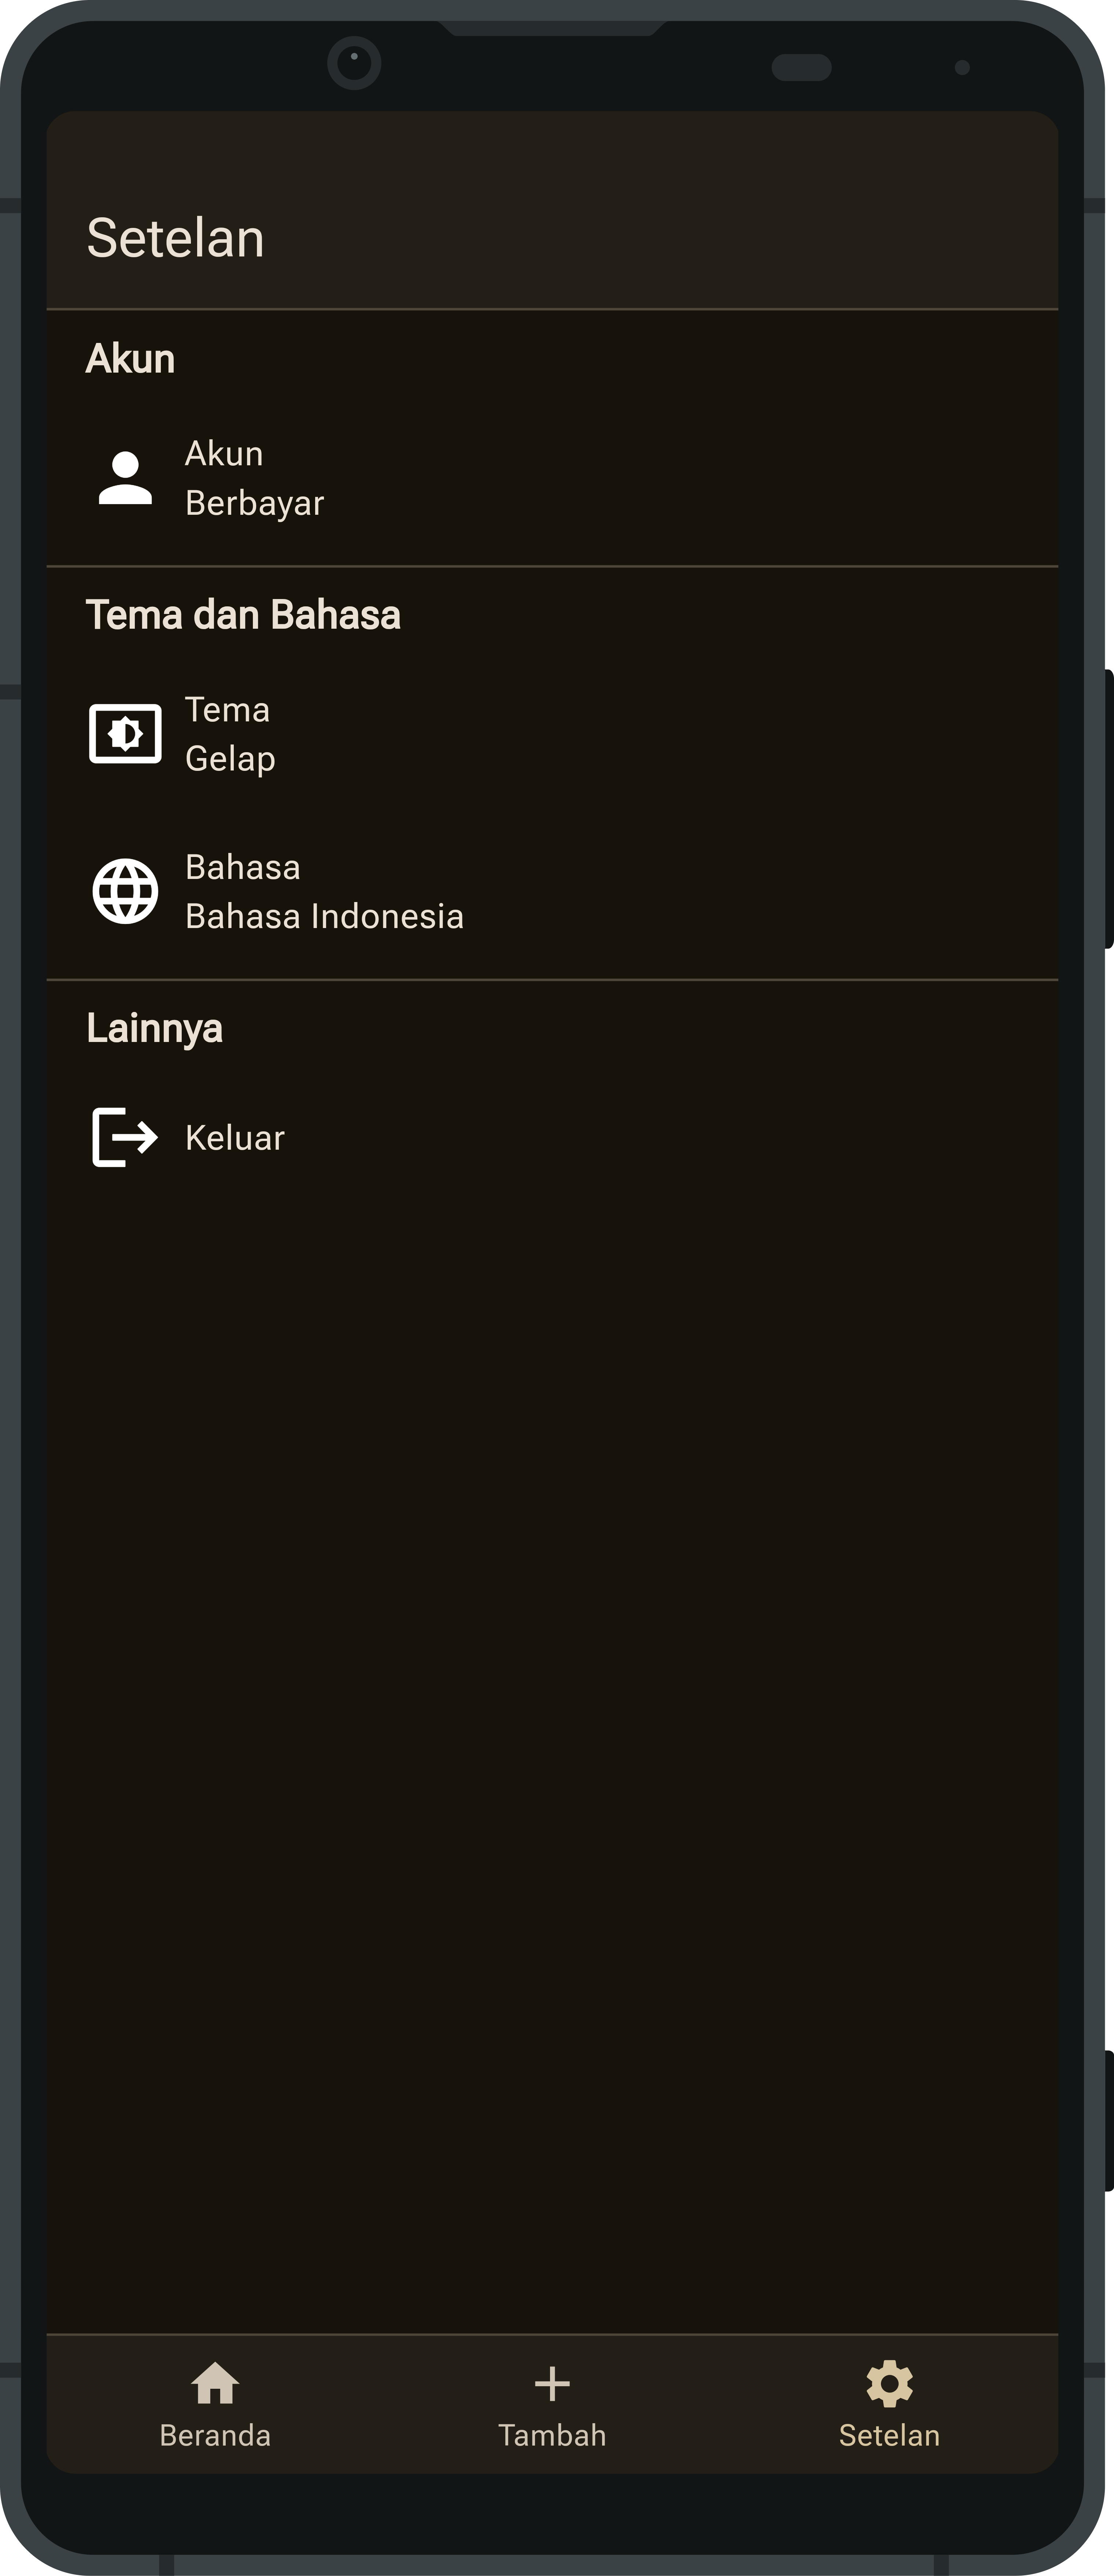 Setelan
Akun
Akun
Berbayar
Tema dan Bahasa
Tema
Gelap
Bahasa
Bahasa Indonesia
Lainnya
Keluar
Beranda
Tambah
Setelan